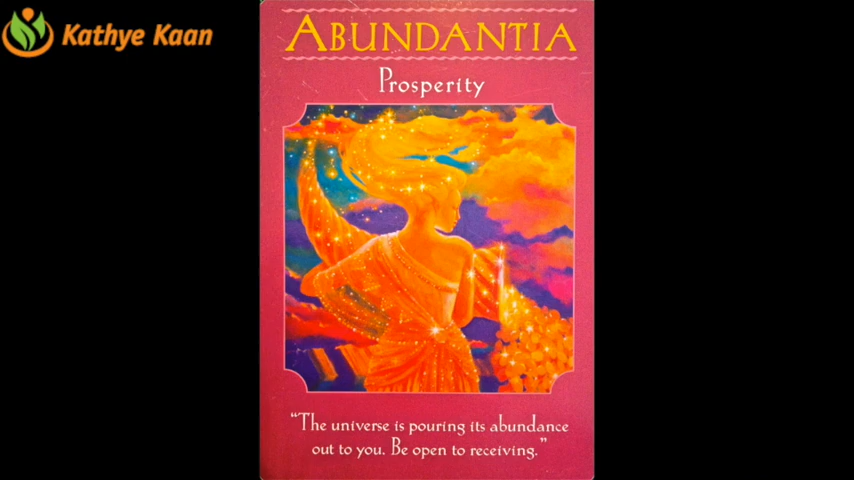 Kathye Kaan
ABUNDANTIA
Prosperity
“The universe is pouring its abundance
out to you. Be open to receiving.”